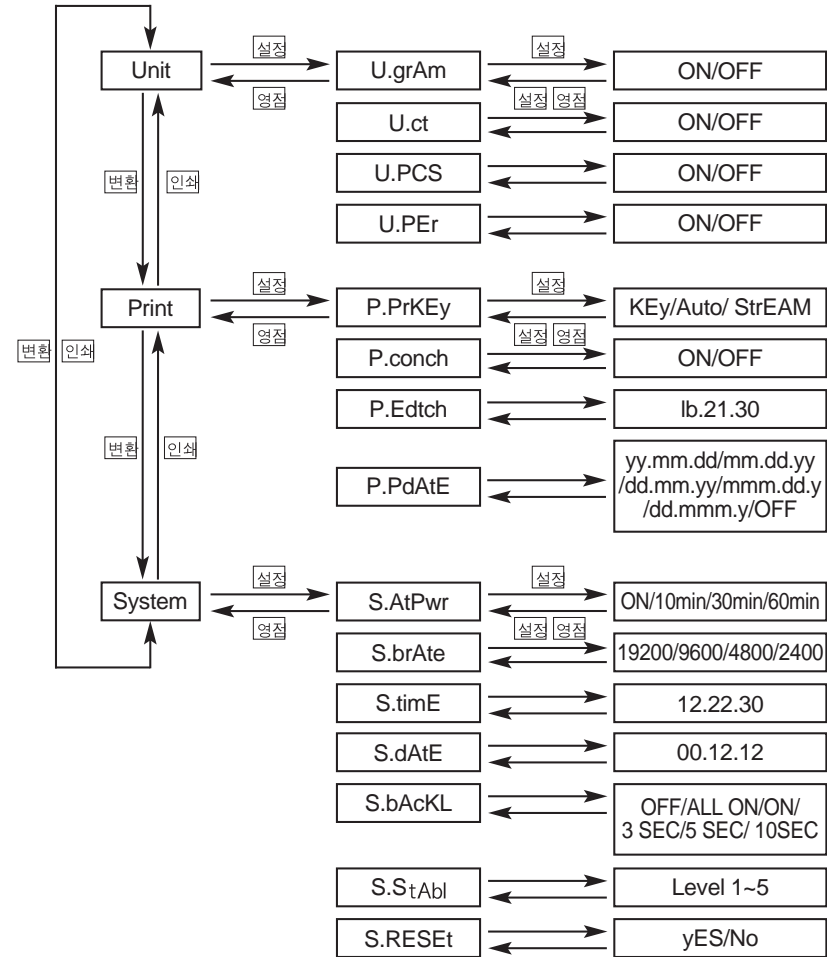 설정
설정
Unit
U.grAm
ON/OFF
영점
설정 영점
U.ct
ON/OFF
변환 인쇄
U.PCS
ON/OFF
U.PEr
ON/OFF
설정
설정
Print
P.PrKEy
KEy/Auto/ StrEAM
영점
설정 영점
변환 인쇄
P.conch
ON/OFF
P.Edtch
lb.21.30
변환 인쇄
P.PdAtE
yy.mm.dd/mm.dd.yy
/dd.mm.yy/mmm.dd.y
/dd.mmm.y/OFF
설정
설정
System
S.AtPwr
ON/10min/30min/60min
영점
설정 영점
S.brAte
19200/9600/4800/2400
S.timE
12.22.30
S.dAtE
00.12.12
S.bAcKL
OFF/ALL ON/ON/
3 SEC/5 SEC/ 10SEC
S.StAbl
Level 1~5
S.RESEt
yES/No